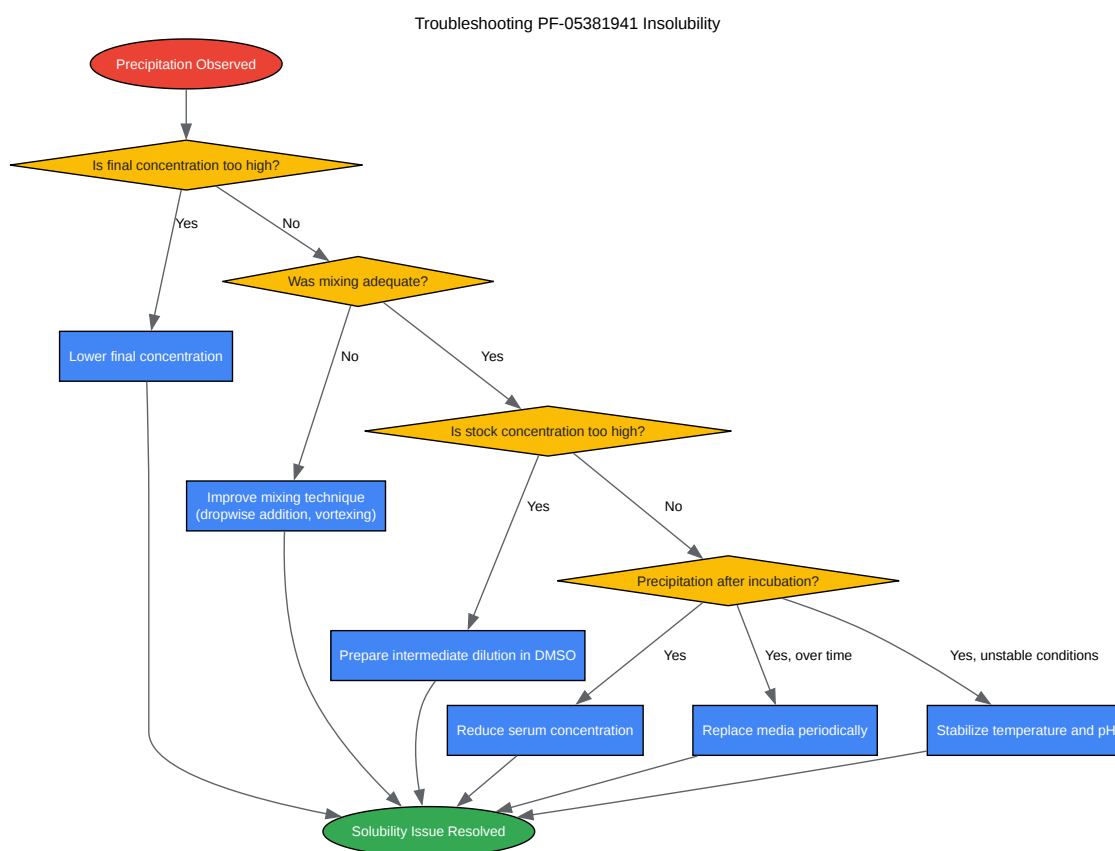 Troubleshooting PF-05381941 Insolubility
Precipitation Observed
Is final concentration too high?
Yes
No
Was mixing adequate?
Lower final concentration
No
Yes
Is stock concentration too high?
Improve mixing technique
(dropwise addition, vortexing)
Yes
No
Precipitation after incubation?
Prepare intermediate dilution in DMSO
Yes
Yes, over time
Yes, unstable conditions
Reduce serum concentration
Replace media periodically
Stabilize temperature and pH
Solubility Issue Resolved